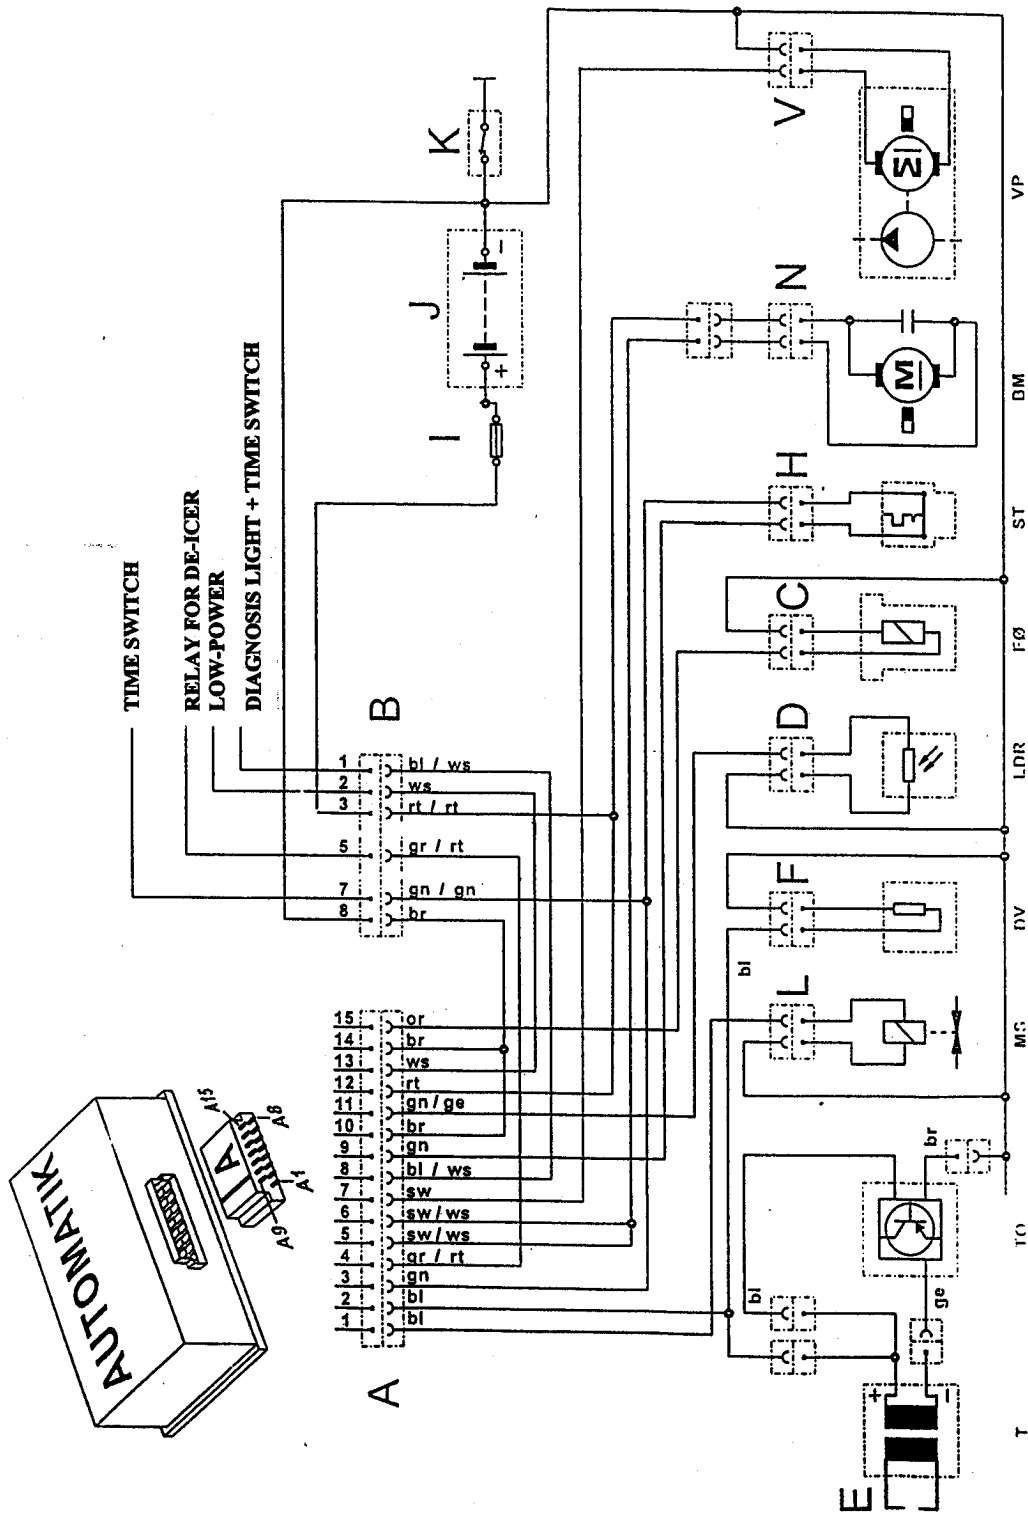 AUTOMATIK
A
A15
A8
A1
A9
TIME SWITCH
RELAY FOR DE-ICER
LOW-POWER
DIAGNOSIS LIGHT + TIME SWITCH
K
J
+
−
I
B
1 bl / ws
2 ws
3 rt / rt
5 gr / rt
7 gn / gn
8 br
A
15 or
14 br
13 ws
12 rt
11 gn / ge
10 br
9 gn
8 bl / ws
7 sw
6 sw / ws
5 sw / ws
4 gr / rt
3 gn
2 bl
1 bl
V
N
H
C
D
F
L
E
bl
bl
br
ge
+
−
M
M
VP
BM
ST
FØ
LDR
DV
MS
TO
T